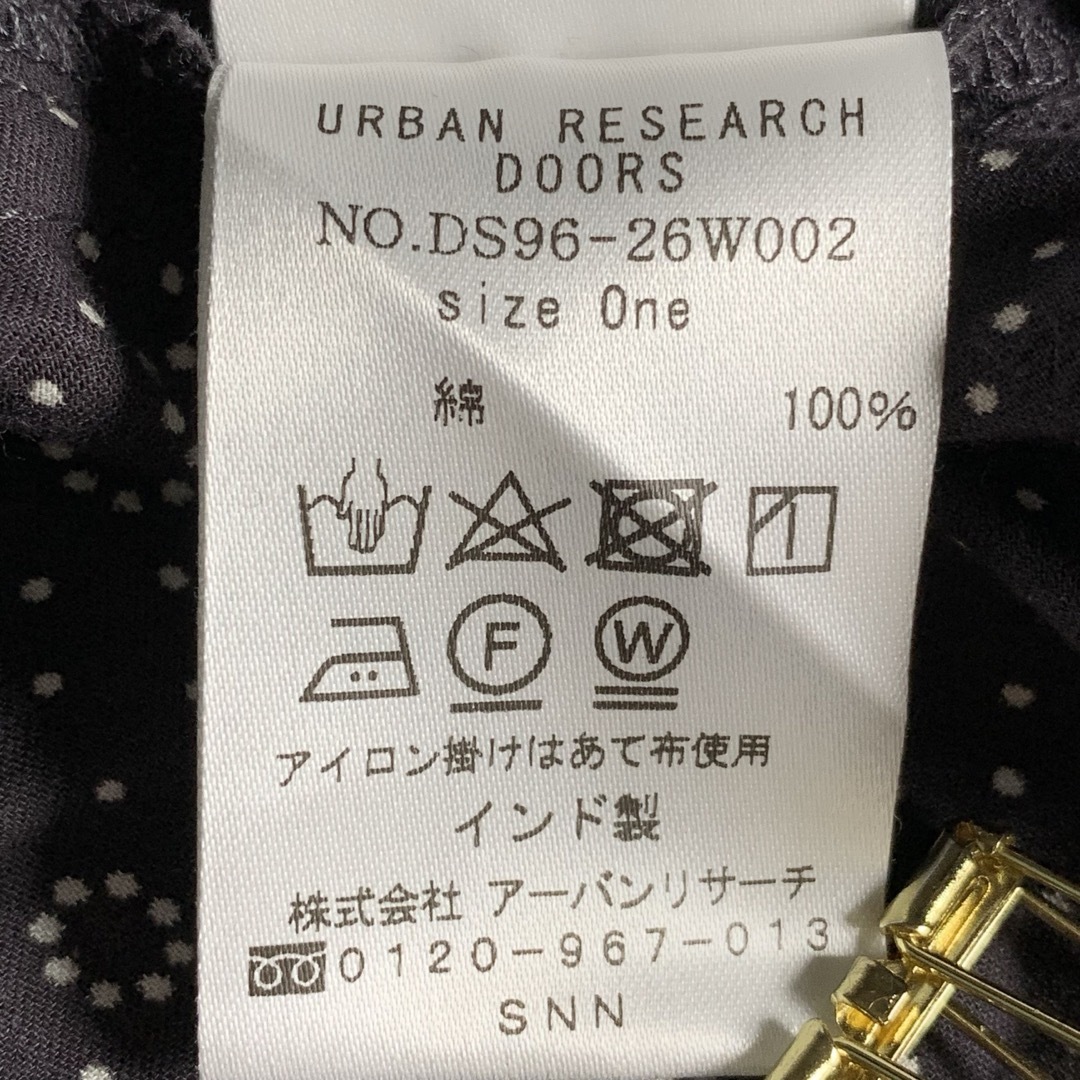 URBAN RESEARCH
DOORS
NO.DS96-26W002
size One
綿 100%
F W
アイロン掛けはあて布使用
インド製
株式会社 アーバンリサーチ
0120-967-013
SNN